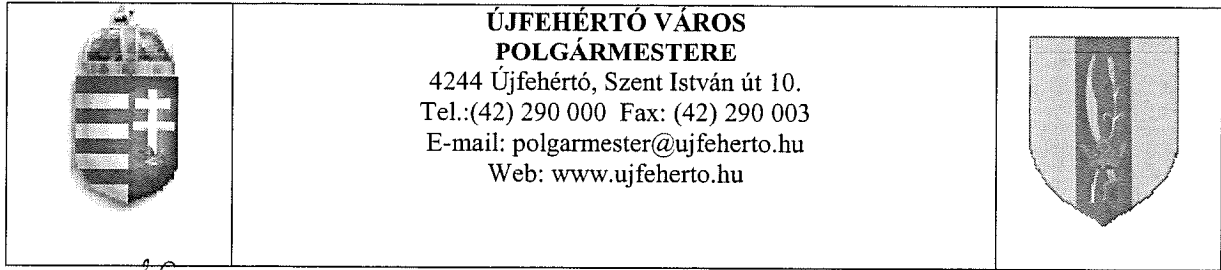 ÚJFEHÉRTÓ VÁROS
POLGÁRMESTERE
4244 Újfehértó, Szent István út 10.
Tel.:(42) 290 000 Fax: (42) 290 003
E-mail: polgarmester@ujfeherto.hu
Web: www.ujfeherto.hu